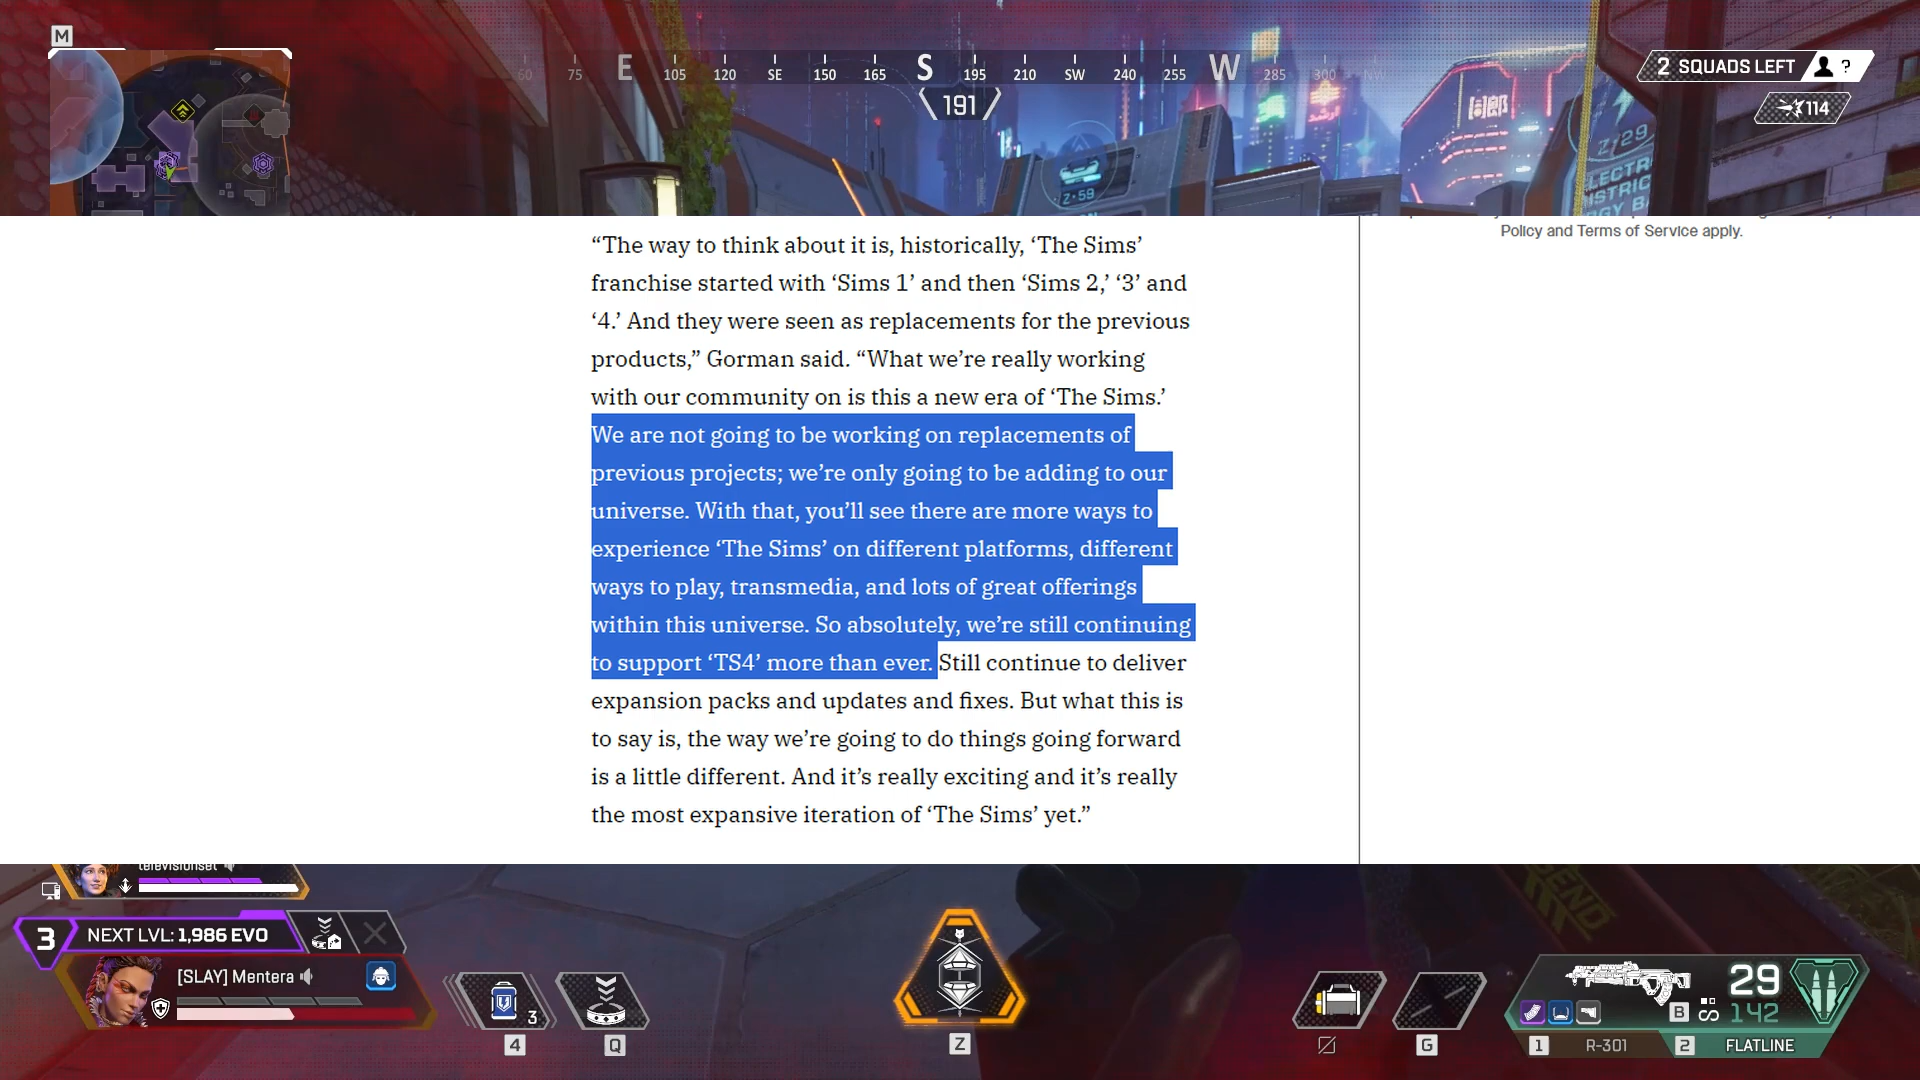 M
60 75 E 105 120 SE 150 165 S 195 210 SW 240 255 W 285 300 NW
191
2 SQUADS LEFT ?
114
Z-59
Z/29
Policy and Terms of Service apply.
“The way to think about it is, historically, ‘The Sims’
franchise started with ‘Sims 1’ and then ‘Sims 2,’ ‘3’ and
‘4.’ And they were seen as replacements for the previous
products,” Gorman said. “What we’re really working
with our community on is this a new era of ‘The Sims.’
We are not going to be working on replacements of
previous projects; we’re only going to be adding to our
universe. With that, you’ll see there are more ways to
experience ‘The Sims’ on different platforms, different
ways to play, transmedia, and lots of great offerings
within this universe. So absolutely, we’re still continuing
to support ‘TS4’ more than ever. Still continue to deliver
expansion packs and updates and fixes. But what this is
to say is, the way we’re going to do things going forward
is a little different. And it’s really exciting and it’s really
the most expansive iteration of ‘The Sims’ yet.”
televisionset
3 NEXT LVL: 1,986 EVO
[SLAY] Mentera
3
4
Q
Z
G
29
B 142
1 R-301
2 FLATLINE